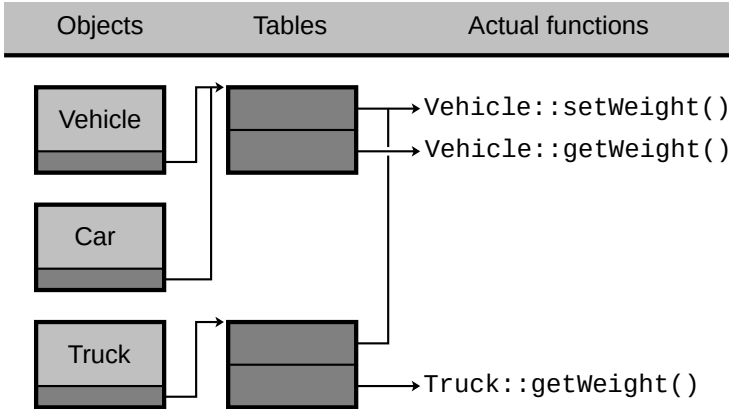 Objects Tables Actual functions
Vehicle
Vehicle::setWeight()
Vehicle::getWeight()
Car
Truck
Truck::getWeight()